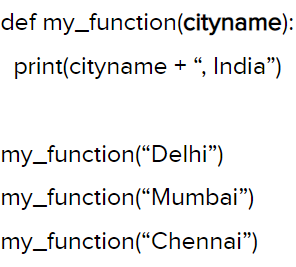 def my_function(cityname):
print(cityname + “, India”)
my_function(“Delhi”)
my_function(“Mumbai”)
my_function(“Chennai”)